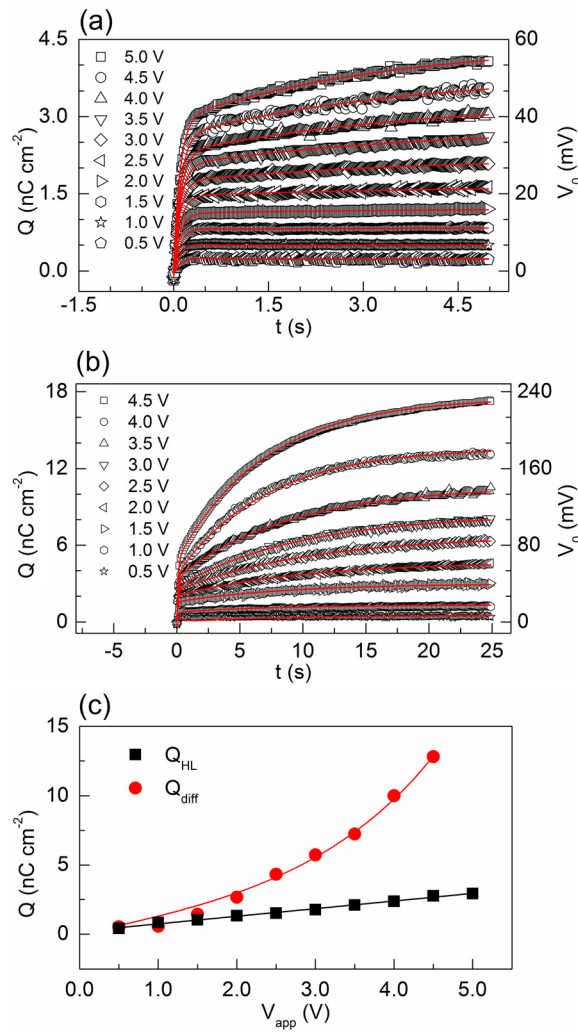 (a)
4.5
3.0
1.5
0.0
Q (nC cm⁻²)
5.0 V
4.5 V
4.0 V
3.5 V
3.0 V
2.5 V
2.0 V
1.5 V
1.0 V
0.5 V
60
40
20
0
V₀ (mV)
-1.5 0.0 1.5 3.0 4.5
t (s)
(b)
18
12
6
0
Q (nC cm⁻²)
4.5 V
4.0 V
3.5 V
3.0 V
2.5 V
2.0 V
1.5 V
1.0 V
0.5 V
240
160
80
0
V₀ (mV)
-5 0 5 10 15 20 25
t (s)
(c)
15
10
5
0
Q (nC cm⁻²)
Q_HL
Q_diff
0.0 1.0 2.0 3.0 4.0 5.0
V_app (V)